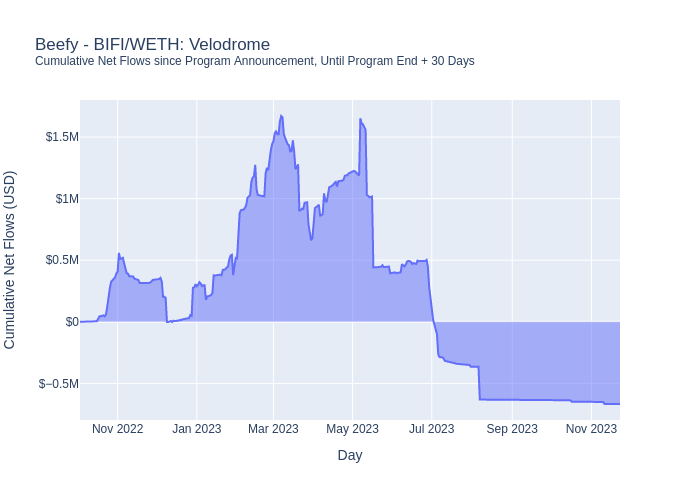 Beefy - BIFI/WETH: Velodrome
Cumulative Net Flows since Program Announcement, Until Program End + 30 Days
Cumulative Net Flows (USD)
$1.5M
$1M
$0.5M
$0
$−0.5M
Nov 2022
Jan 2023
Mar 2023
May 2023
Jul 2023
Sep 2023
Nov 2023
Day